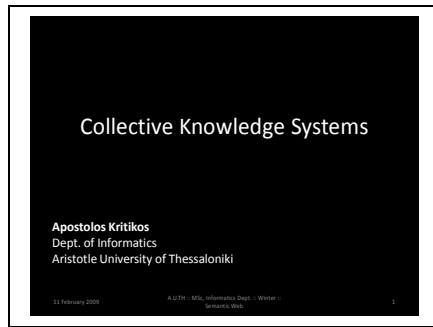 Collective Knowledge Systems
Apostolos Kritikos
Dept. of Informatics
Aristotle University of Thessaloniki
11 February 2009
A.U.TH :: MSc, Informatics Dept. :: Winter ::
Semantic Web
1